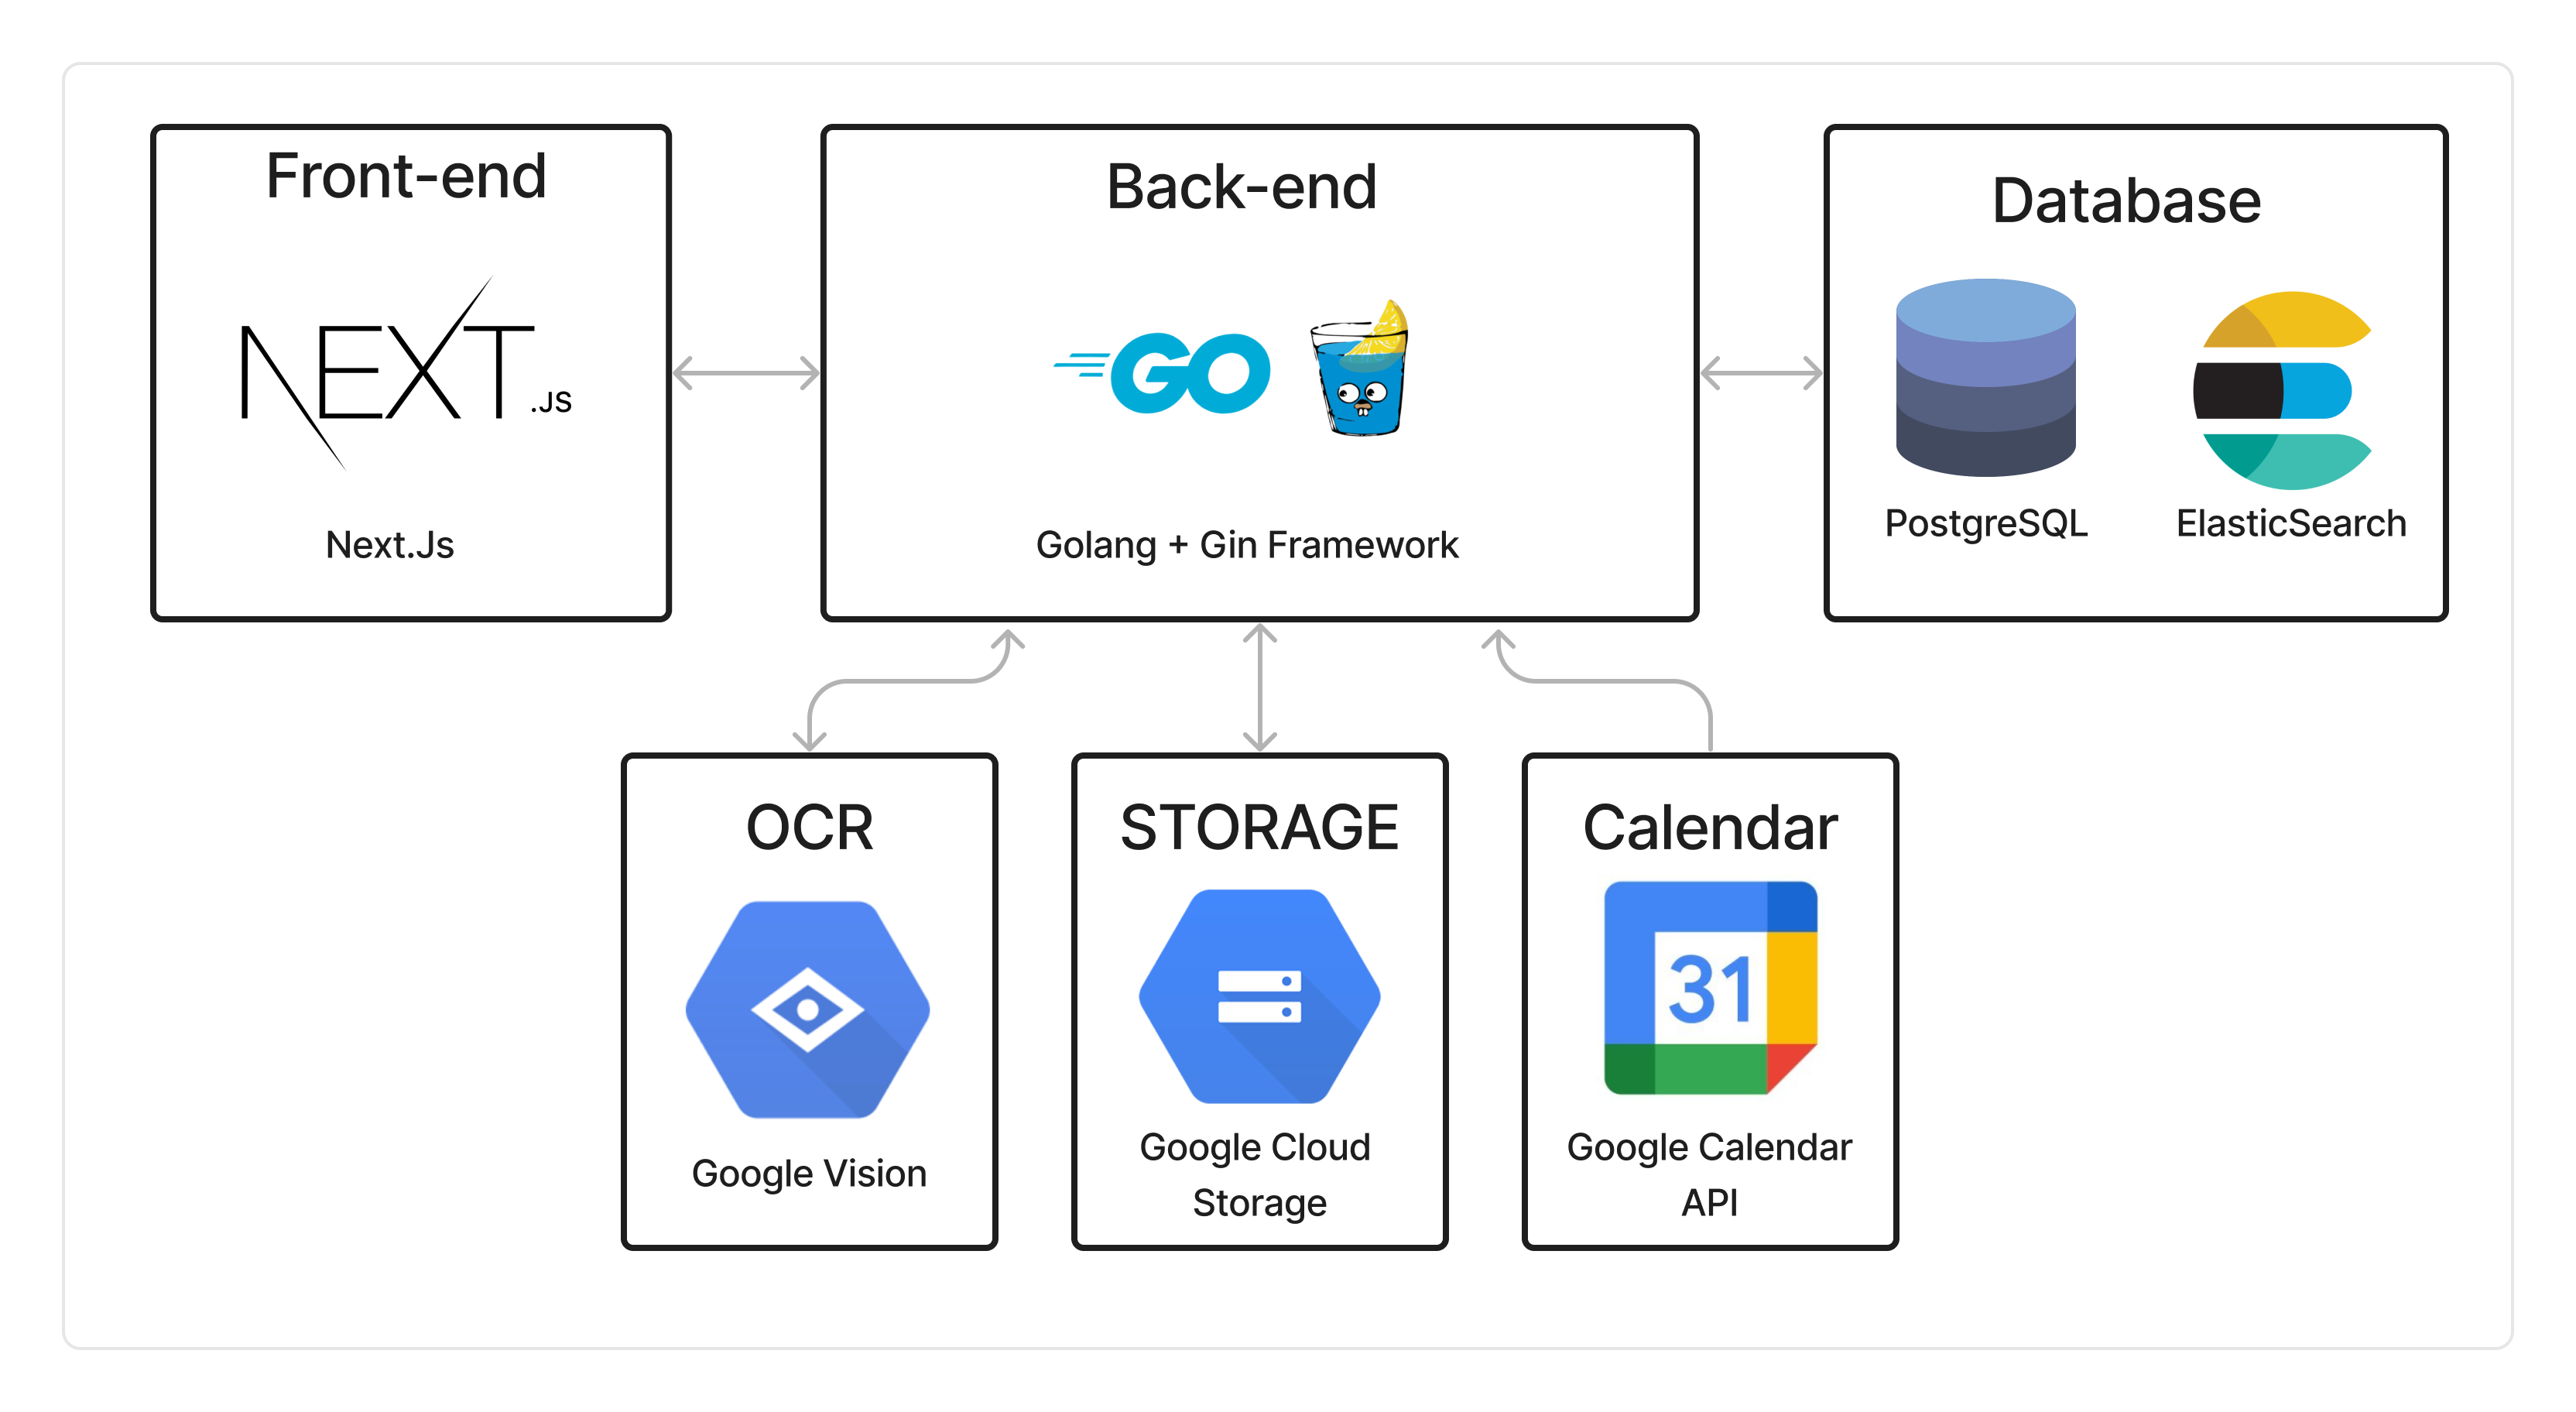 Front-end
NEXT.JS
Next.Js
Back-end
GO
Golang + Gin Framework
Database
PostgreSQL
ElasticSearch
OCR
Google Vision
STORAGE
Google Cloud
Storage
Calendar
31
Google Calendar
API